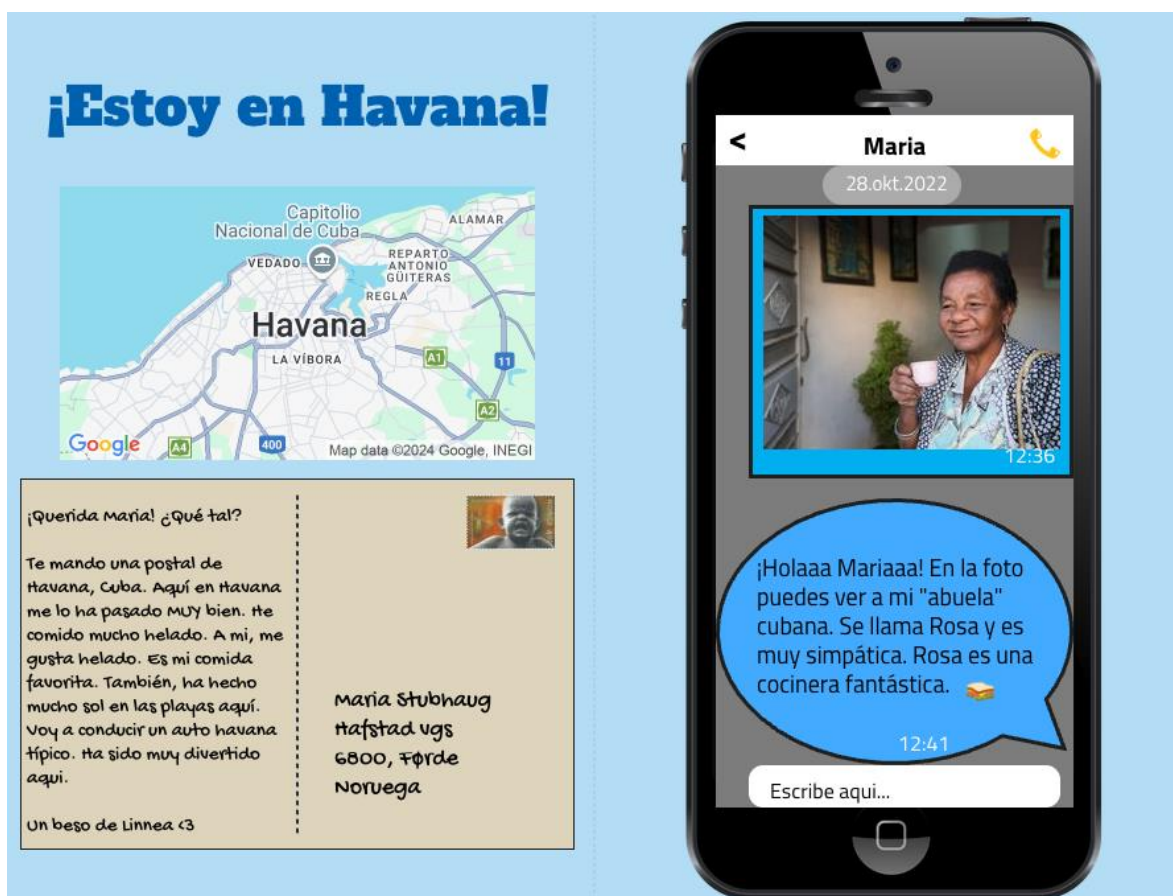 ¡Estoy en Havana!
Capitolio
Nacional de Cuba
ALAMAR
VEDADO
REPARTO
ANTONIO
GÜITERAS
REGLA
Havana
LA VÍBORA
A1
11
A2
Google
A4
400
Map data ©2024 Google, INEGI
¡Querida Maria! ¿Qué tal?
Te mando una postal de
Havana, Cuba. Aquí en Havana
me lo ha pasado MUY bien. He
comido mucho helado. A mi, me
gusta helado. Es mi comida
favorita. También, ha hecho
mucho sol en las playas aquí.
Voy a conducir un auto havana
típico. Ha sido muy divertido
aqui.
Un beso de Linnea <3
Maria Stubhaug
Hafstad vgs
6800, Førde
Noruega
<
Maria
28.okt.2022
12:36
¡Holaaa Mariaaa! En la foto
puedes ver a mi "abuela"
cubana. Se llama Rosa y es
muy simpática. Rosa es una
cocinera fantástica.
12:41
Escribe aqui...